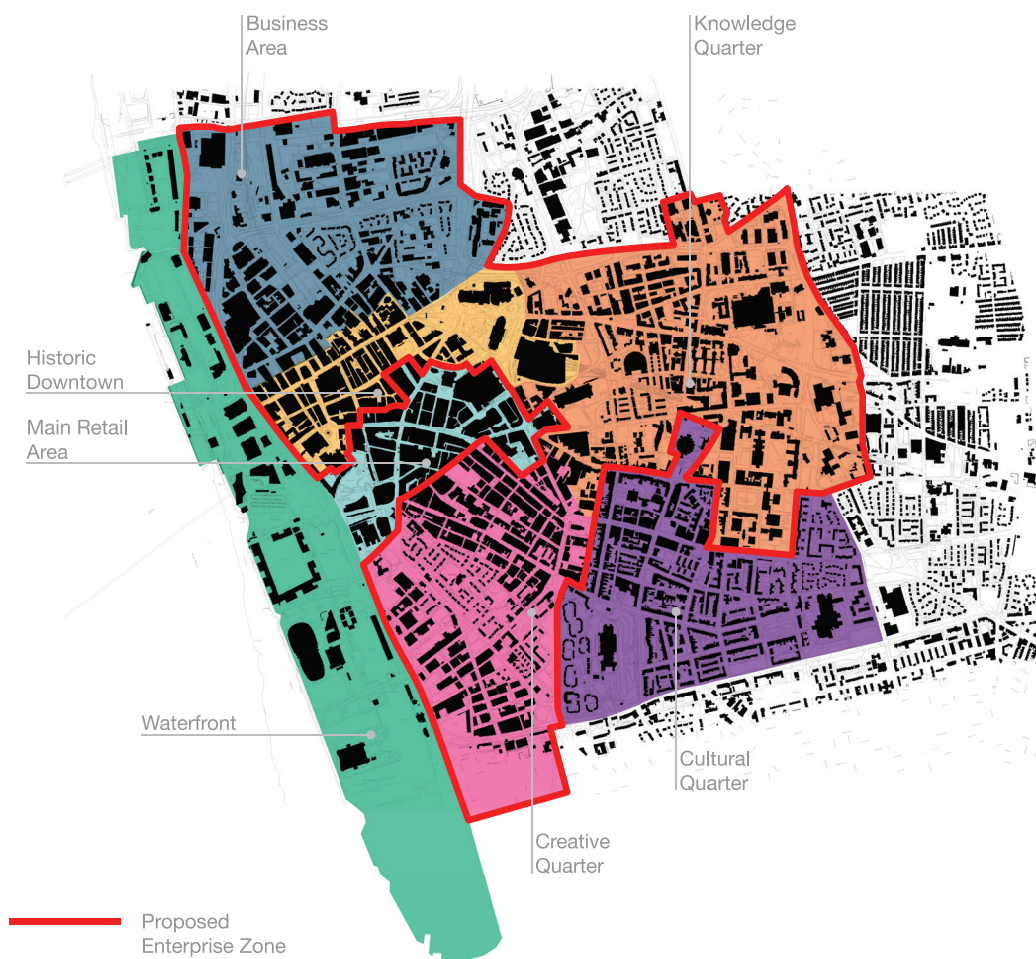 Business
Area
Knowledge
Quarter
Historic
Downtown
Main Retail
Area
Waterfront
Cultural
Quarter
Creative
Quarter
Proposed
Enterprise Zone